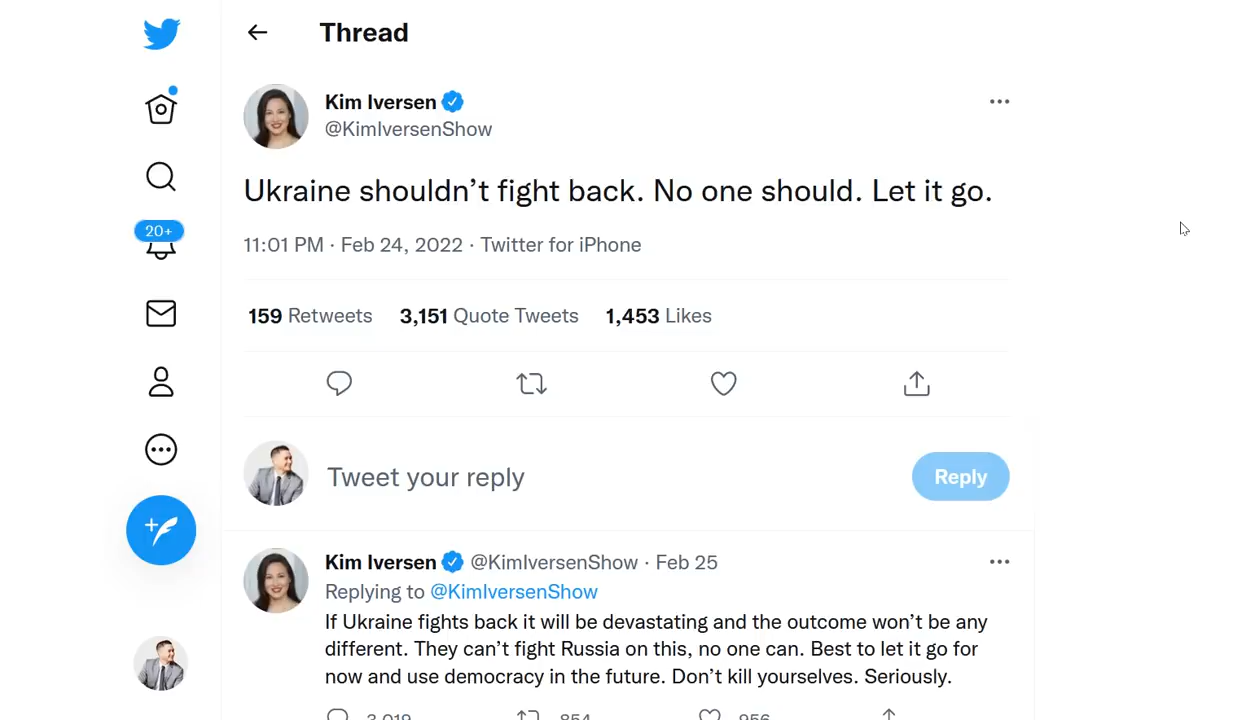 Thread
Kim Iversen
@KimIversenShow
Ukraine shouldn't fight back. No one should. Let it go.
11:01 PM · Feb 24, 2022 · Twitter for iPhone
20+
159 Retweets 3,151 Quote Tweets 1,453 Likes
Tweet your reply
Reply
Kim Iversen @KimIversenShow · Feb 25
Replying to @KimIversenShow
If Ukraine fights back it will be devastating and the outcome won't be any
different. They can't fight Russia on this, no one can. Best to let it go for
now and use democracy in the future. Don't kill yourselves. Seriously.
3,019 854 956